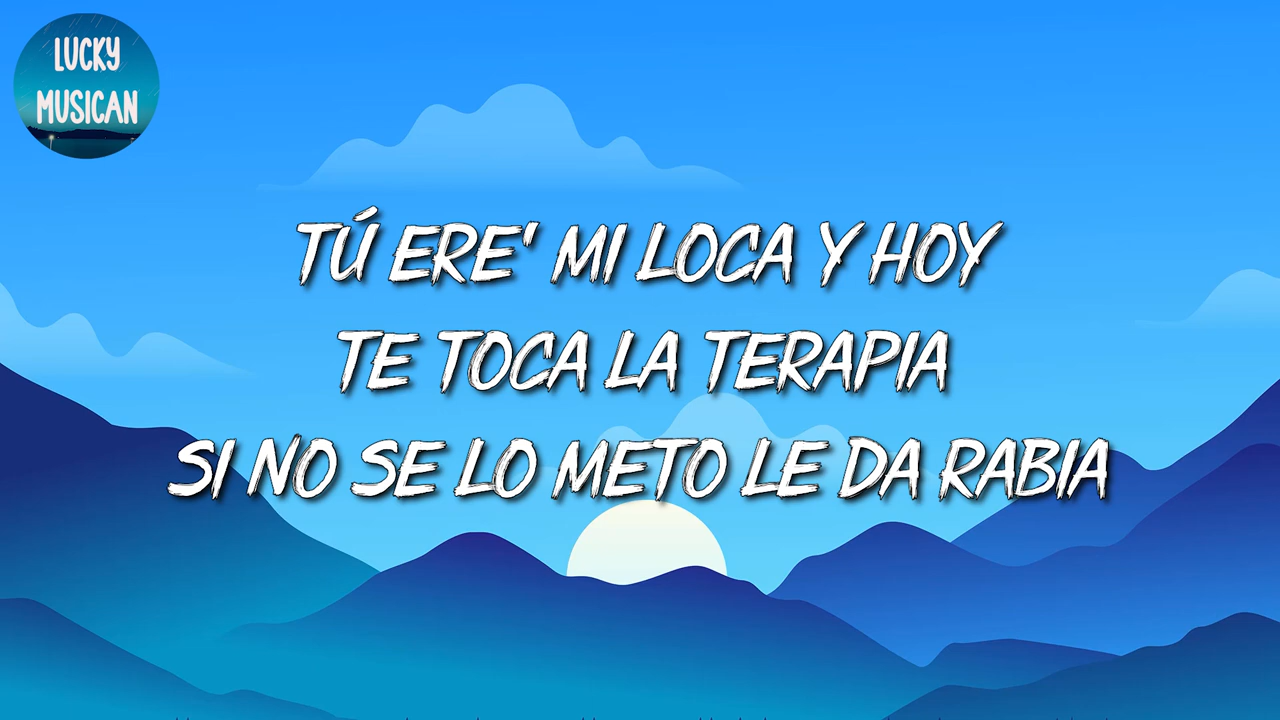 LUCKY
MUSICAN
TÚ ERE' MI LOCA Y HOY
TE TOCA LA TERAPIA
SI NO SE LO METO LE DA RABIA